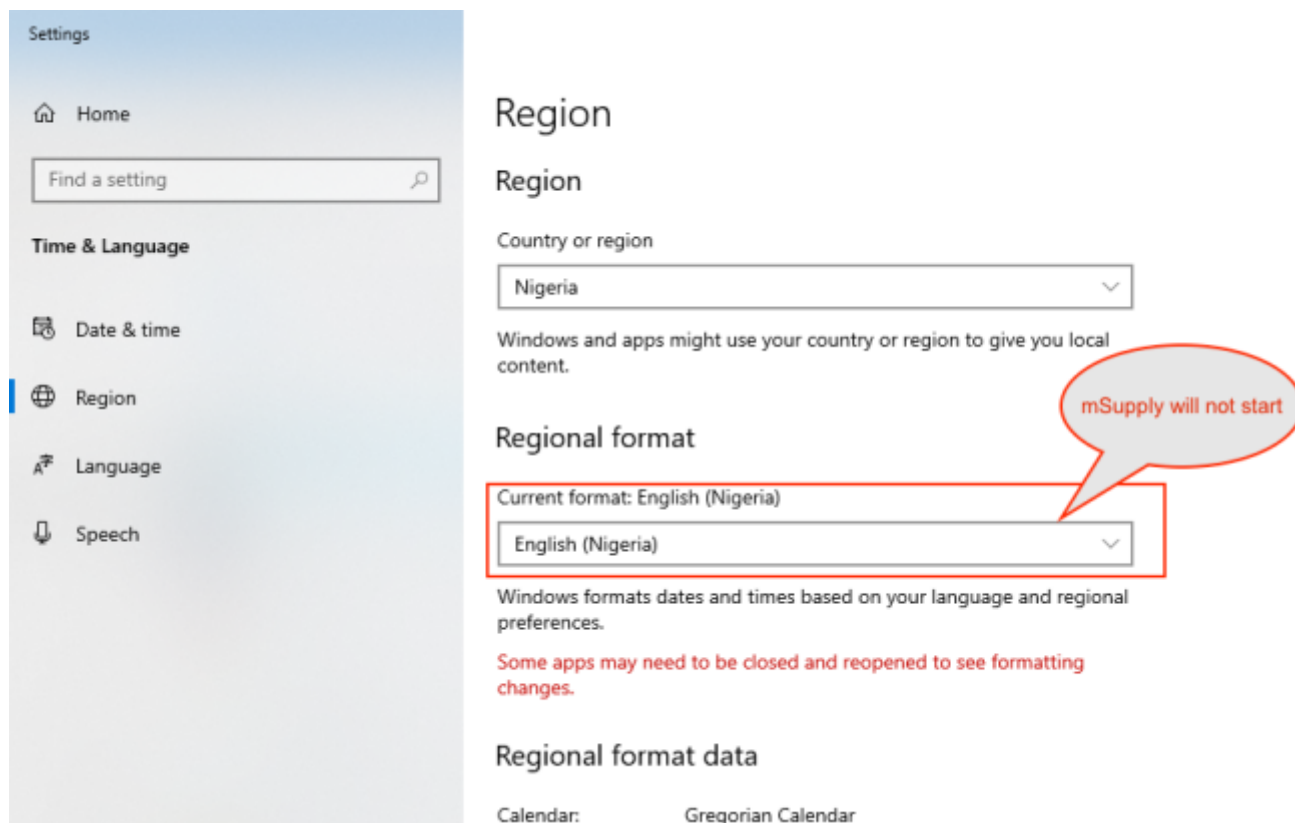 Settings
Home
Find a setting
Time & Language
Date & time
Region
Language
Speech
Region
Region
Country or region
Nigeria
Windows and apps might use your country or region to give you local
content.
mSupply will not start
Regional format
Current format: English (Nigeria)
English (Nigeria)
Windows formats dates and times based on your language and regional
preferences.
Some apps may need to be closed and reopened to see formatting
changes.
Regional format data
Calendar: Gregorian Calendar